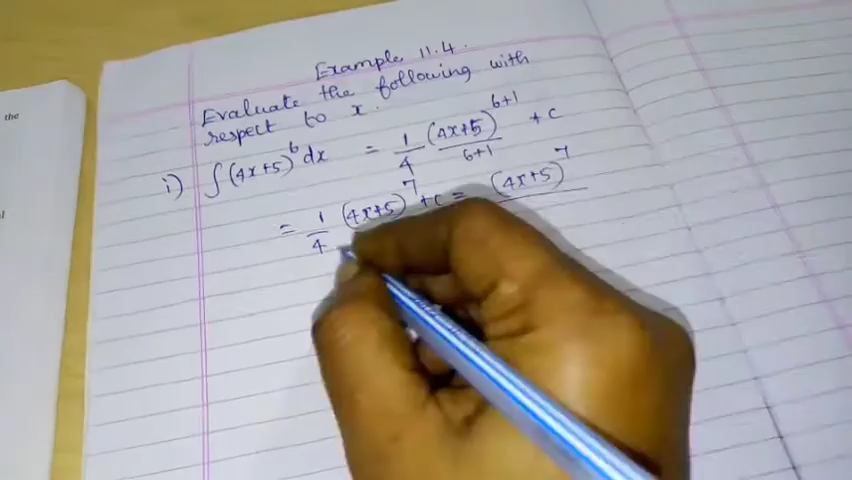 the
Example 11.4.
Evaluate the following with
respect to x.
i) ∫(4x+5)^6 dx = 1/4 (4x+5)^(6+1)/(6+1) + c
= 1/4 (4x+5)^7 + c = (4x+5)^7